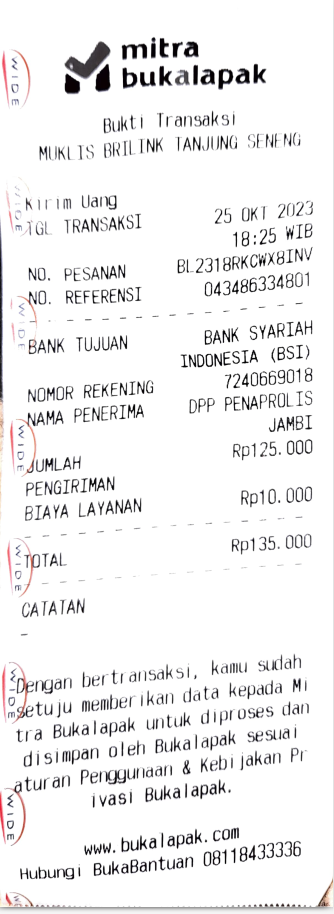 mitra
bukalapak
Bukti Transaksi
MUKLIS BRILINK TANJUNG SENENG
Kirim Uang
TGL TRANSAKSI 25 OKT 2023
18:25 WIB
NO. PESANAN BL2318RKCWX8INV
NO. REFERENSI 043486334801
BANK TUJUAN BANK SYARIAH
INDONESIA (BSI)
NOMOR REKENING 7240669018
NAMA PENERIMA DPP PENAPROLIS
JAMBI
JUMLAH Rp125.000
PENGIRIMAN
BIAYA LAYANAN Rp10.000
TOTAL Rp135.000
CATATAN
-
Dengan bertransaksi, kamu sudah
setuju memberikan data kepada Mi
tra Bukalapak untuk diproses dan
disimpan oleh Bukalapak sesuai
aturan Penggunaan & Kebijakan Pr
ivasi Bukalapak.
www.bukalapak.com
Hubungi BukaBantuan 08118433336
WIDE
WIDE
WIDE
WIDE
WIDE
WIDE
WIDE